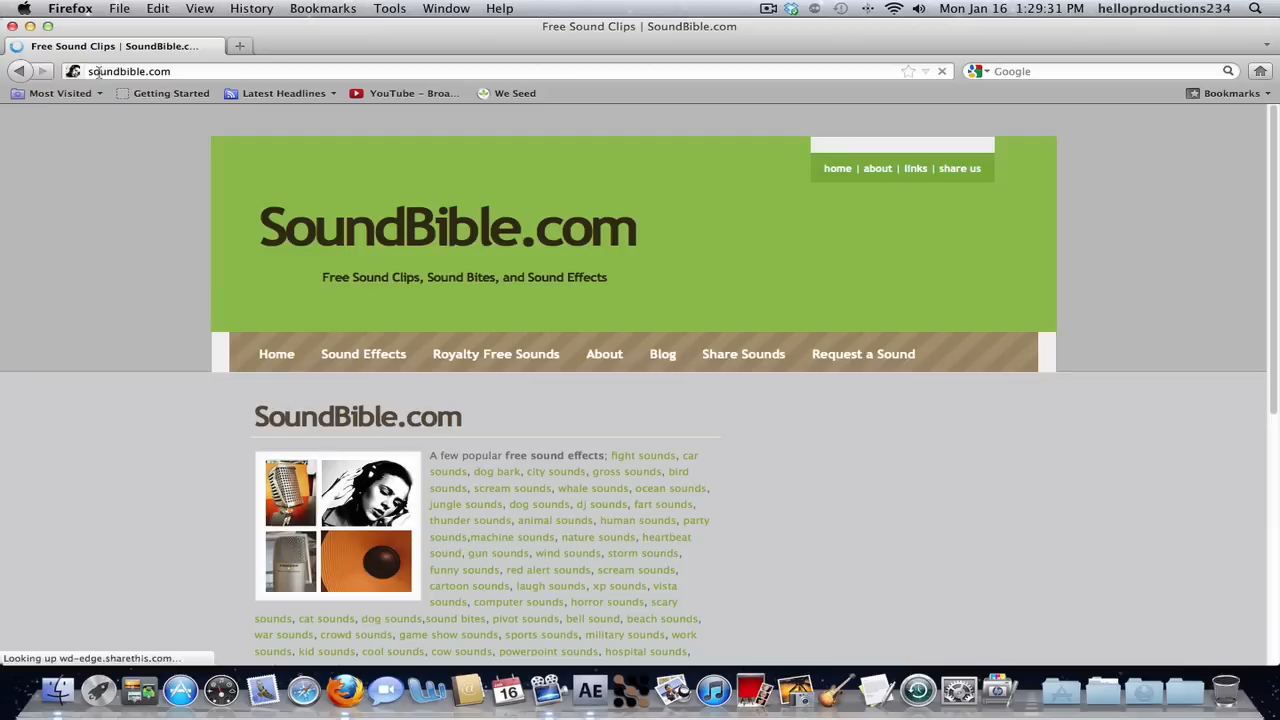 Firefox File Edit View History Bookmarks Tools Window Help Mon Jan 16 1:29:31 PM helloproductions234
Free Sound Clips | SoundBible.com
Free Sound Clips | SoundBible.c...
soundbible.com Google
Most Visited Getting Started Latest Headlines YouTube – Broa... We Seed Bookmarks
home | about | links | share us
SoundBible.com
Free Sound Clips, Sound Bites, and Sound Effects
Home Sound Effects Royalty Free Sounds About Blog Share Sounds Request a Sound
SoundBible.com
A few popular free sound effects; fight sounds, car
sounds, dog bark, city sounds, gross sounds, bird
sounds, scream sounds, whale sounds, ocean sounds,
jungle sounds, dog sounds, dj sounds, fart sounds,
thunder sounds, animal sounds, human sounds, party
sounds,machine sounds, nature sounds, heartbeat
sound, gun sounds, wind sounds, storm sounds,
funny sounds, red alert sounds, scream sounds,
cartoon sounds, laugh sounds, xp sounds, vista
sounds, computer sounds, horror sounds, scary
sounds, cat sounds, dog sounds,sound bites, pivot sounds, bell sound, beach sounds,
war sounds, crowd sounds, game show sounds, sports sounds, military sounds, work
sounds, kid sounds, cool sounds, cow sounds, powerpoint sounds, hospital sounds,
Looking up wd-edge.sharethis.com...
16
AE